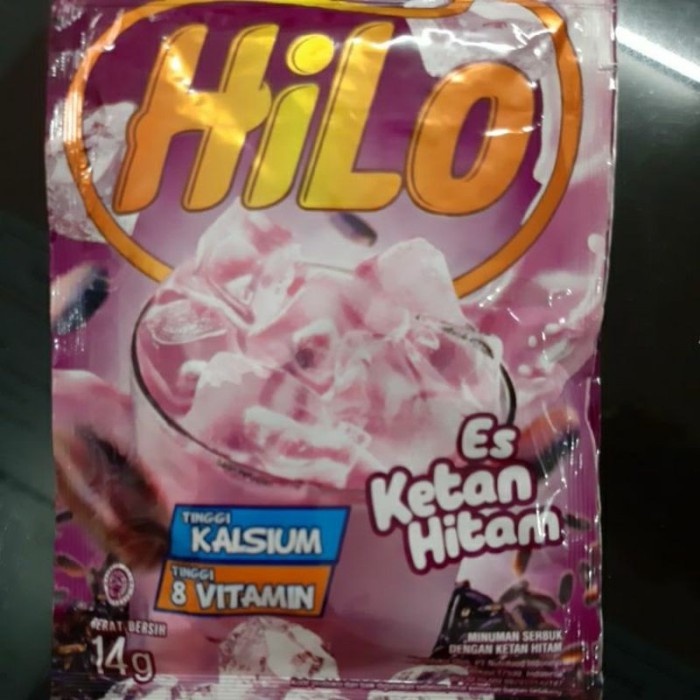 HiLo
Es
Ketan
Hitam
TINGGI
KALSIUM
TINGGI
8 VITAMIN
BERAT BERSIH
14g
MINUMAN SERBUK
DENGAN KETAN HITAM